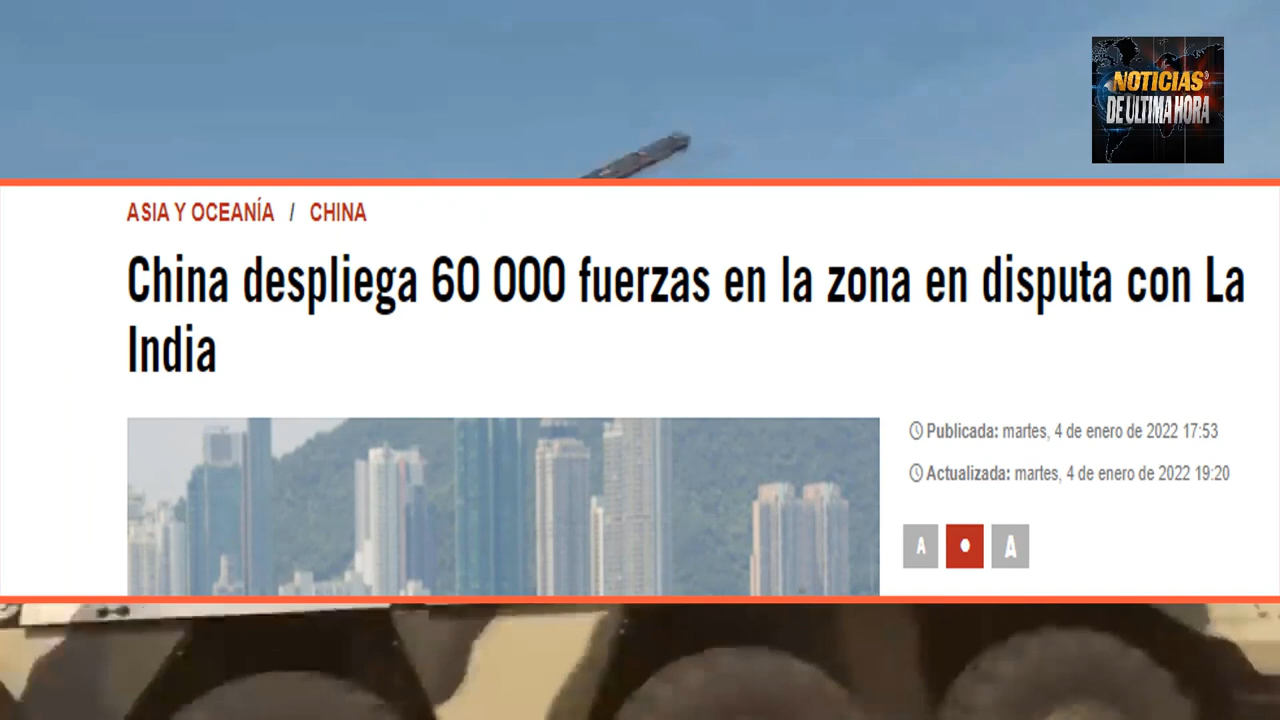 NOTICIAS
DE ULTIMA HORA
ASIA Y OCEANÍA / CHINA
China despliega 60 000 fuerzas en la zona en disputa con La
India
Publicada: martes, 4 de enero de 2022 17:53
Actualizada: martes, 4 de enero de 2022 19:20
A A